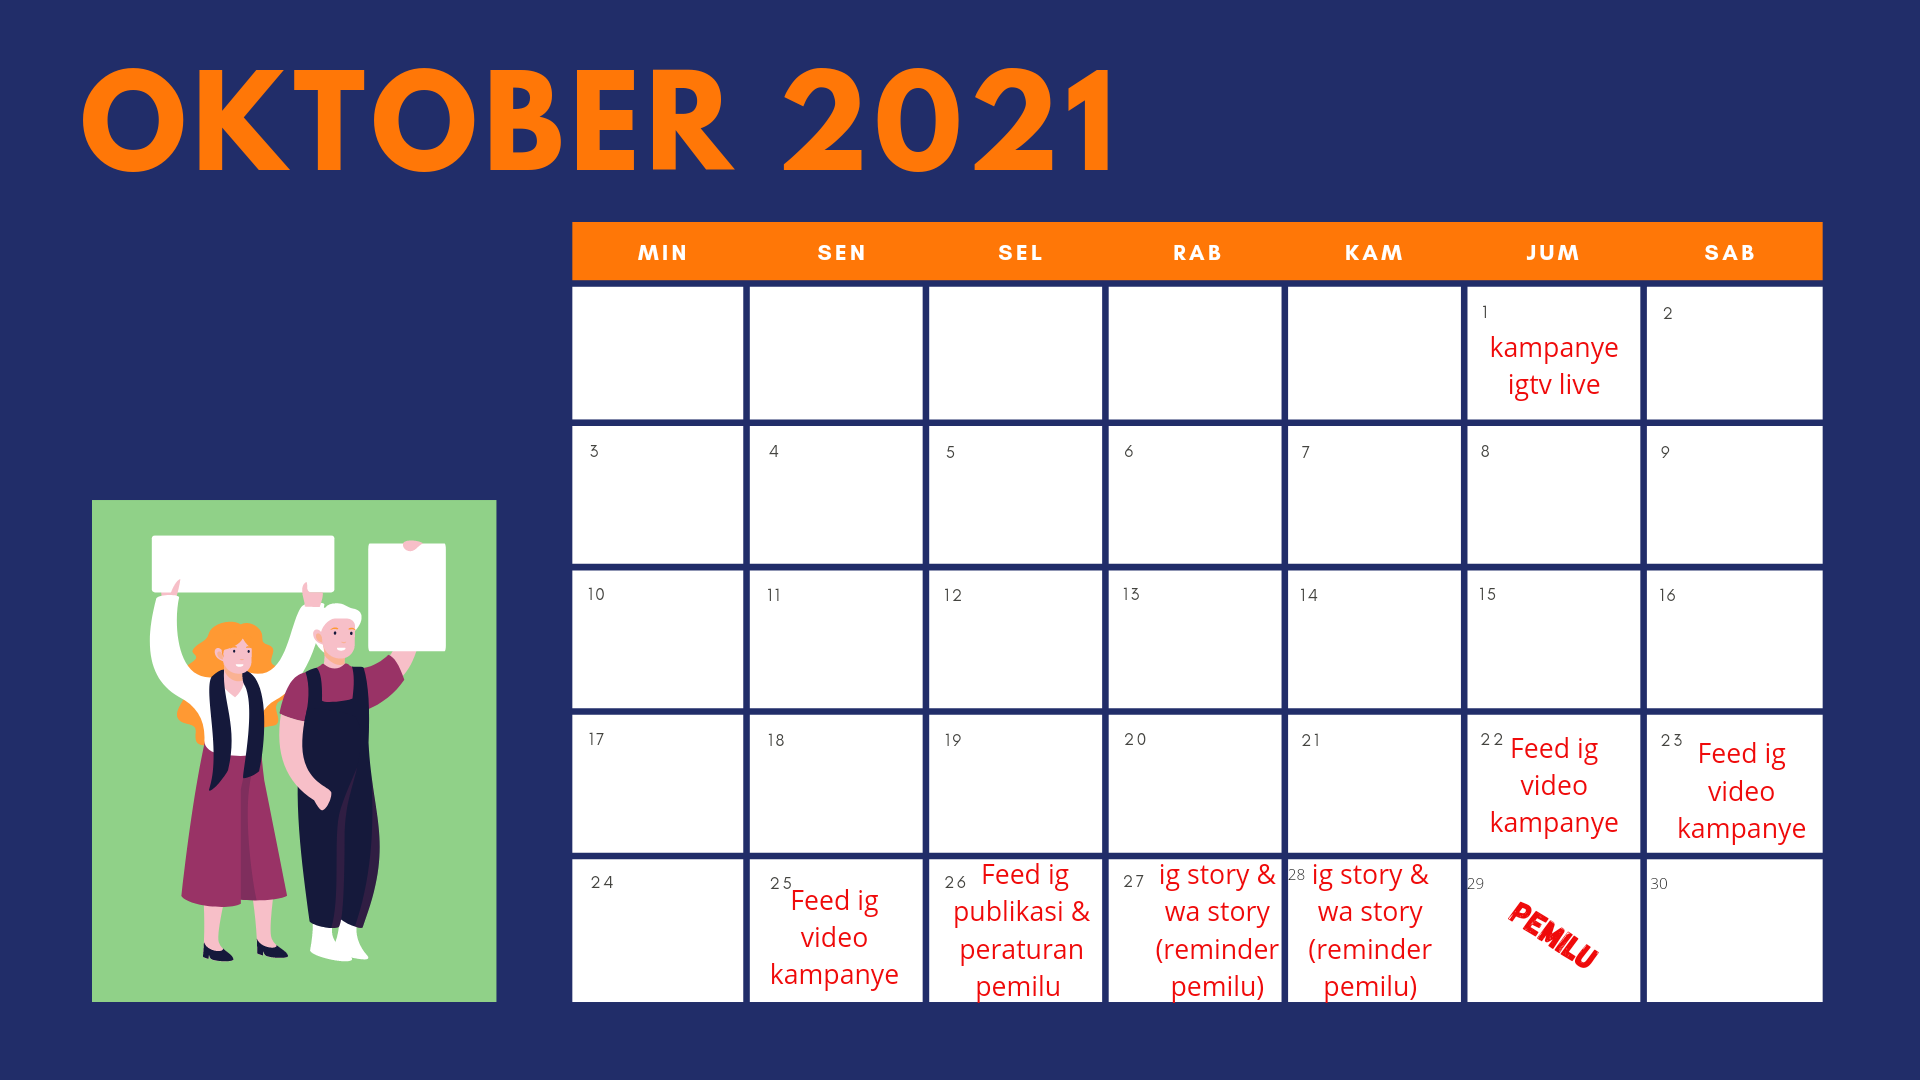 OKTOBER 2021
MIN SEN SEL RAB KAM JUM SAB
1
kampanye
igtv live
2
3
4
5
6
7
8
9
10
11
12
13
14
15
16
17
18
19
20
21
22
Feed ig
video
kampanye
23
Feed ig
video
kampanye
24
25
Feed ig
video
kampanye
26
Feed ig
publikasi &
peraturan
pemilu
27
ig story &
wa story
(reminder
pemilu)
28
ig story &
wa story
(reminder
pemilu)
29
PEMILU
30